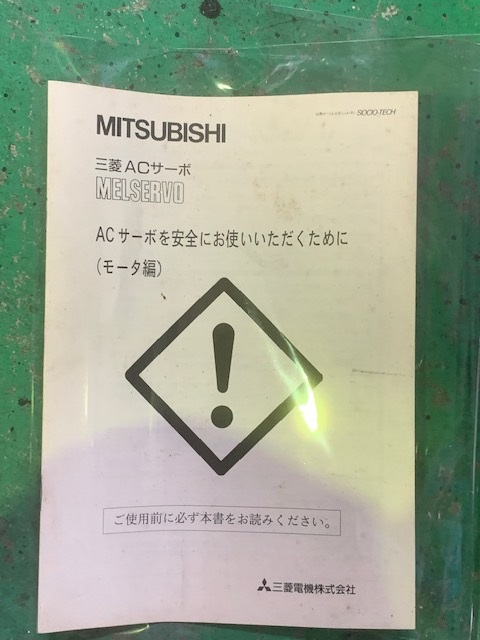 SOCIO-TECH
MITSUBISHI
三菱ACサーボ
MELSERVO
ACサーボを安全にお使いいただくために
(モータ編)
ご使用前に必ず本書をお読みください。
三菱電機株式会社